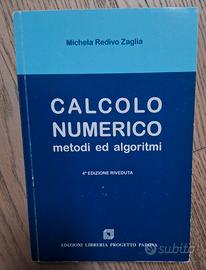 Michela Redivo Zaglia
CALCOLO
NUMERICO
metodi ed algoritmi
4ª EDIZIONE RIVEDUTA
EDIZIONI LIBRERIA PROGETTO PADOVA
subito